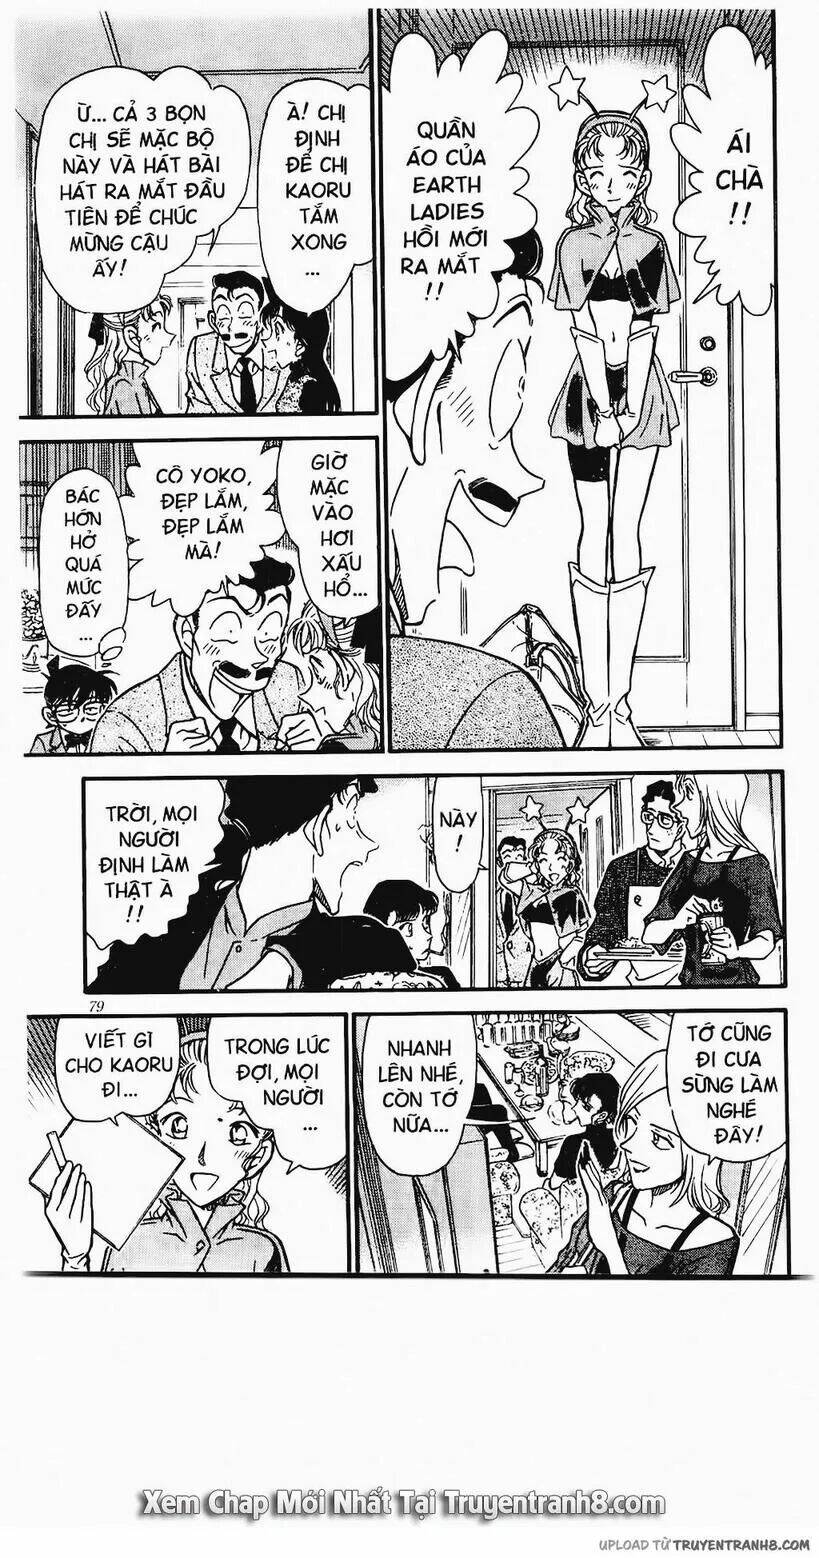 ÁI
CHÀ
!!
QUẦN
ÁO CỦA
EARTH
LADIES
HỒI MỚI
RA MẮT
!!
À! CHỊ
ĐỊNH
ĐỂ CHỊ
KAORU
TẮM
XONG
...
Ừ... CẢ 3 BỌN
CHỊ SẼ MẶC BỘ
NÀY VÀ HÁT BÀI
HÁT RA MẮT ĐẦU
TIÊN ĐỂ CHÚC
MỪNG CẬU
ẤY!
GIỜ
MẶC
VÀO
HƠI
XẤU
HỔ...
CÔ YOKO,
ĐẸP LẮM,
ĐẸP LẮM
MÀ!
BÁC
HỚN
HỞ
QUÁ
MỨC
ĐẤY
...
NÀY
!
TRỜI, MỌI
NGƯỜI
ĐỊNH LÀM
THẬT À
!!
79
TỚ CŨNG
ĐI CƯA
SỪNG LÀM
NGHÉ
ĐÂY!
NHANH
LÊN NHÉ,
CÒN TỚ
NỮA...
TRONG LÚC
ĐỢI, MỌI
NGƯỜI
...
VIẾT GÌ
CHO KAORU
ĐI...
Xem Chap Mới Nhất Tại Truyentranh8.com
UPLOAD TỪ TRUYENTRANH8.COM